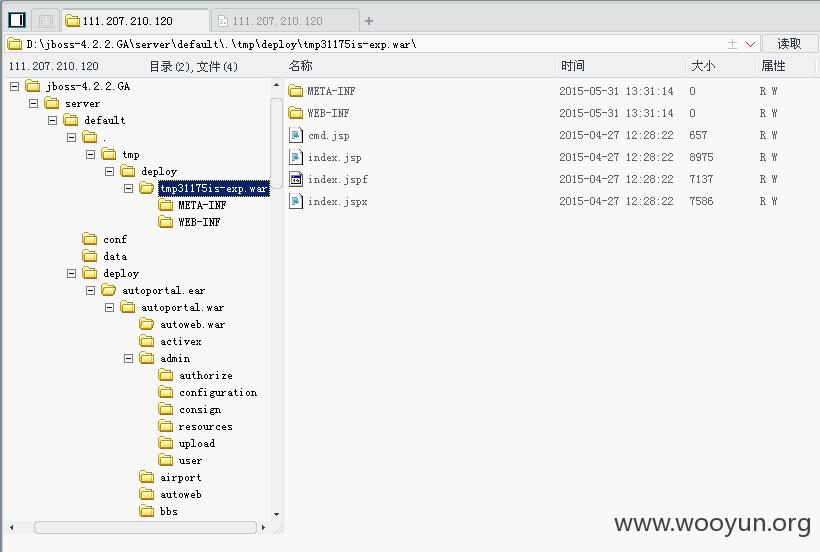 111.207.210.120
111.207.210.120
+
D:\jboss-4.2.2.GA\server\default\.\tmp\deploy\tmp31175is-exp.war\
读取
111.207.210.120 目录(2),文件(4)
名称 时间 大小 属性
jboss-4.2.2.GA
server
default
.
tmp
deploy
tmp31175is-exp.war
META-INF
WEB-INF
conf
data
deploy
autoportal.ear
autoportal.war
autoweb.war
activex
admin
authorize
configuration
consign
resources
upload
user
airport
autoweb
bbs
META-INF 2015-05-31 13:31:14 0 R W
WEB-INF 2015-05-31 13:31:14 0 R W
cmd.jsp 2015-04-27 12:28:22 657 R W
index.jsp 2015-04-27 12:28:22 8975 R W
index.jspf 2015-04-27 12:28:22 7137 R W
index.jspx 2015-04-27 12:28:22 7586 R W
www.wooyun.org